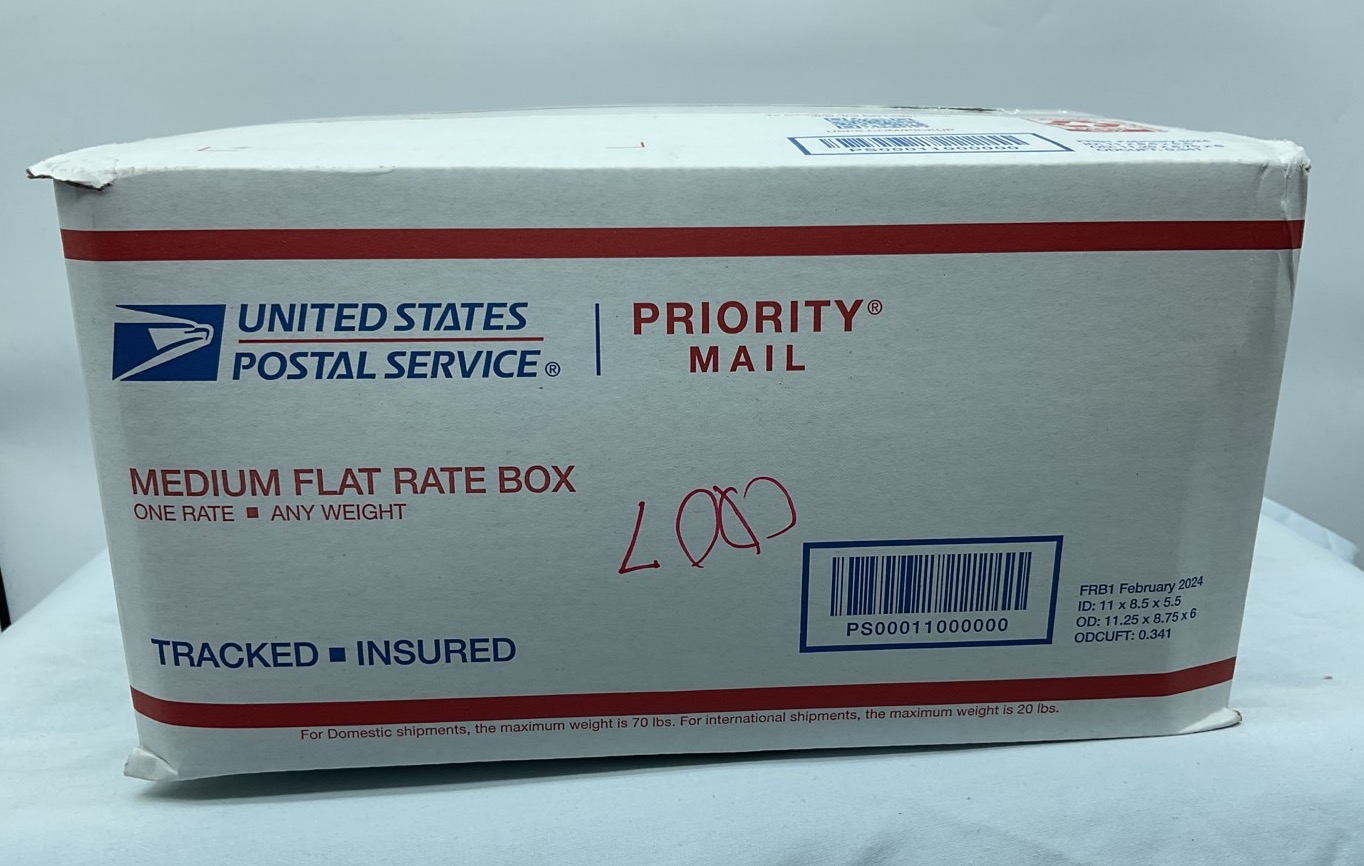 PS00011000000
UNITED STATES
POSTAL SERVICE®
PRIORITY®
MAIL
MEDIUM FLAT RATE BOX
ONE RATE ■ ANY WEIGHT
TRACKED ■ INSURED
PS00011000000
FRB1 February 2024
ID: 11 x 8.5 x 5.5
OD: 11.25 x 8.75 x 6
ODCUFT: 0.341
For Domestic shipments, the maximum weight is 70 lbs. For international shipments, the maximum weight is 20 lbs.